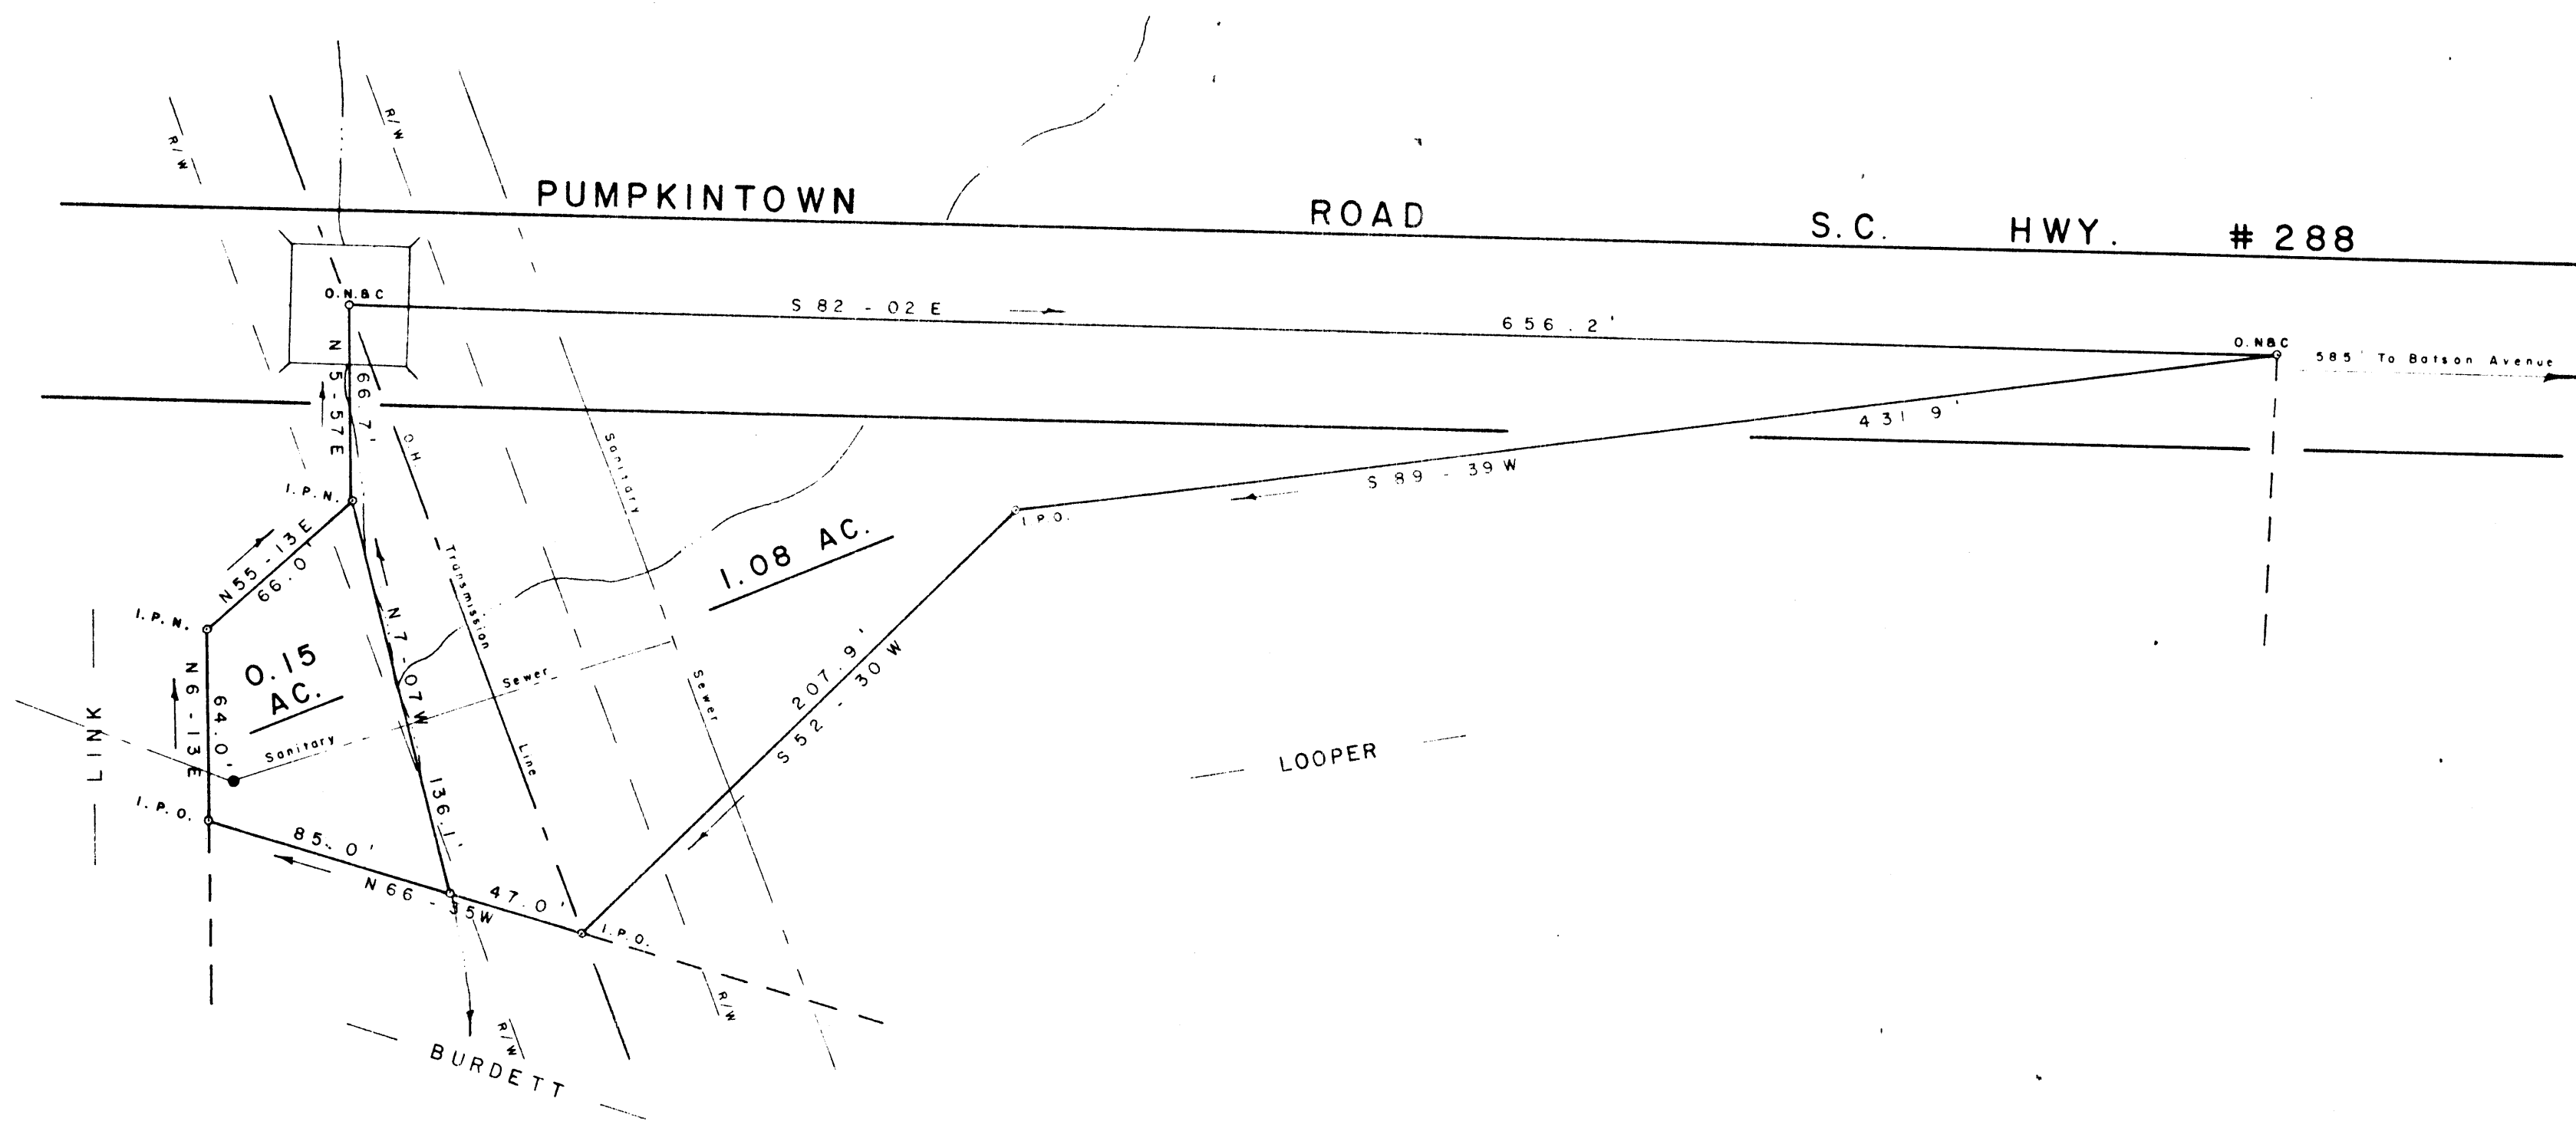 R/W
R/W
PUMPKINTOWN ROAD S.C. HWY. # 288
O.N.&C
S 82 - 02 E
656.2'
O.N&C
585' To Batson Avenue
N 5-57E
66.7'
431.9'
S 89 - 39 W
O.H.
Transmission
Line
Sanitary
Sewer
I.P.N.
I.P.O.
N55-13E
66.0'
1.08 AC.
I.P.N.
0.15
AC.
N6-13E
64.0'
N 7-07W
136.1'
Sewer
Sanitary
207.9'
S 52 - 30 W
LINK
LOOPER
I.P.O.
85.0'
N 66 - 35W
47.0'
I.P.O.
R/W
R/W
BURDETT